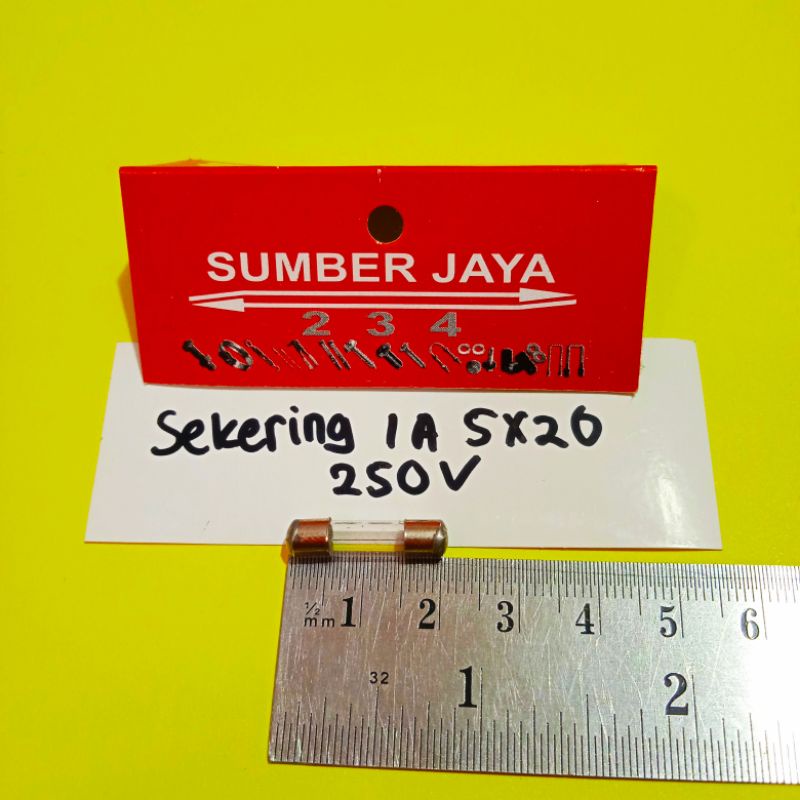 SUMBER JAYA
2 3 4
Sekering 1A 5x20
250V
½ mm 1 2 3 4 5 6
32 1 2